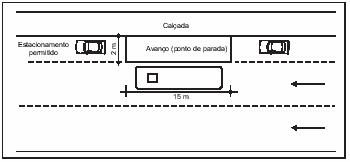 Calçada
Estacionamento
permitido
2 m
Avanço (ponto de parada)
15 m